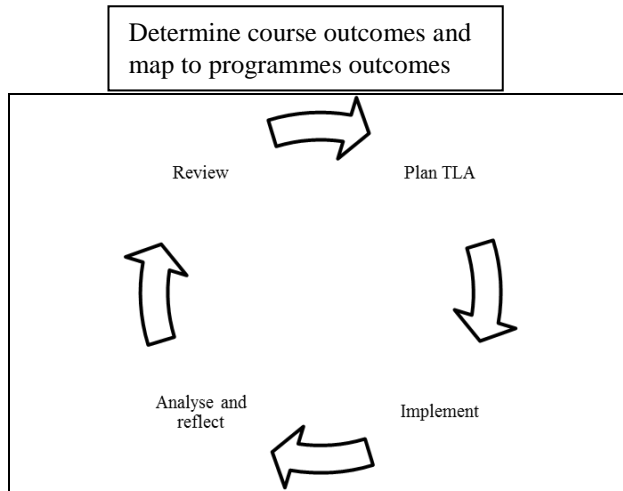 Determine course outcomes and
map to programmes outcomes
Review
Plan TLA
Analyse and
reflect
Implement